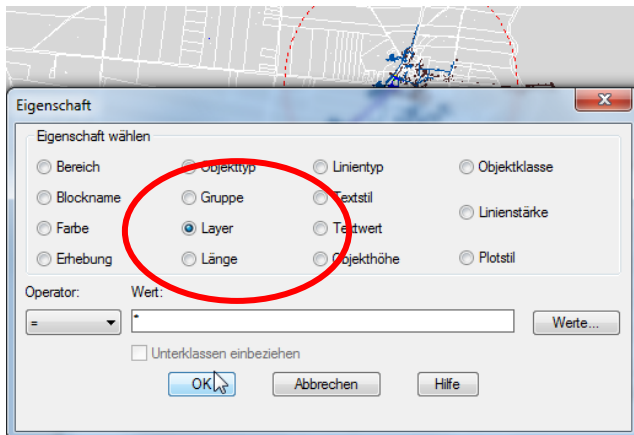 Eigenschaft
Eigenschaft wählen
Bereich Objekttyp Linientyp Objektklasse
Blockname Gruppe Textstil
Linienstärke
Farbe Layer Textwert
Erhebung Länge Objekthöhe Plotstil
Operator: Wert:
= * Werte...
Unterklassen einbeziehen
OK Abbrechen Hilfe